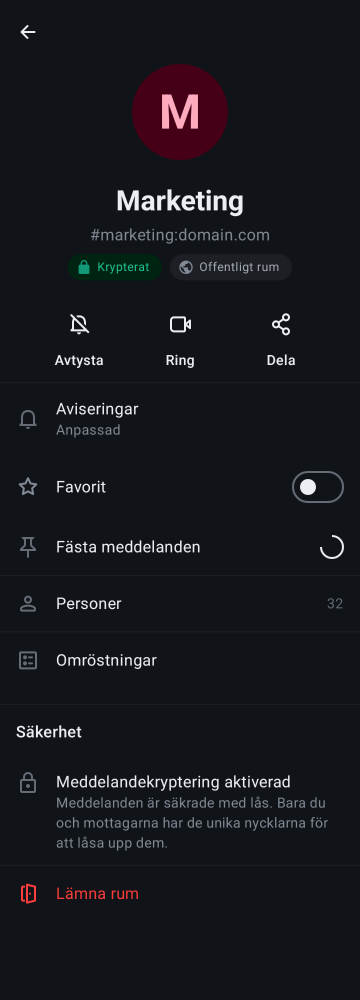 M
Marketing
#marketing:domain.com
Krypterat
Offentligt rum
Avtysta
Ring
Dela
Aviseringar
Anpassad
Favorit
Fästa meddelanden
Personer
32
Omröstningar
Säkerhet
Meddelandekryptering aktiverad
Meddelanden är säkrade med lås. Bara du
och mottagarna har de unika nycklarna för
att låsa upp dem.
Lämna rum